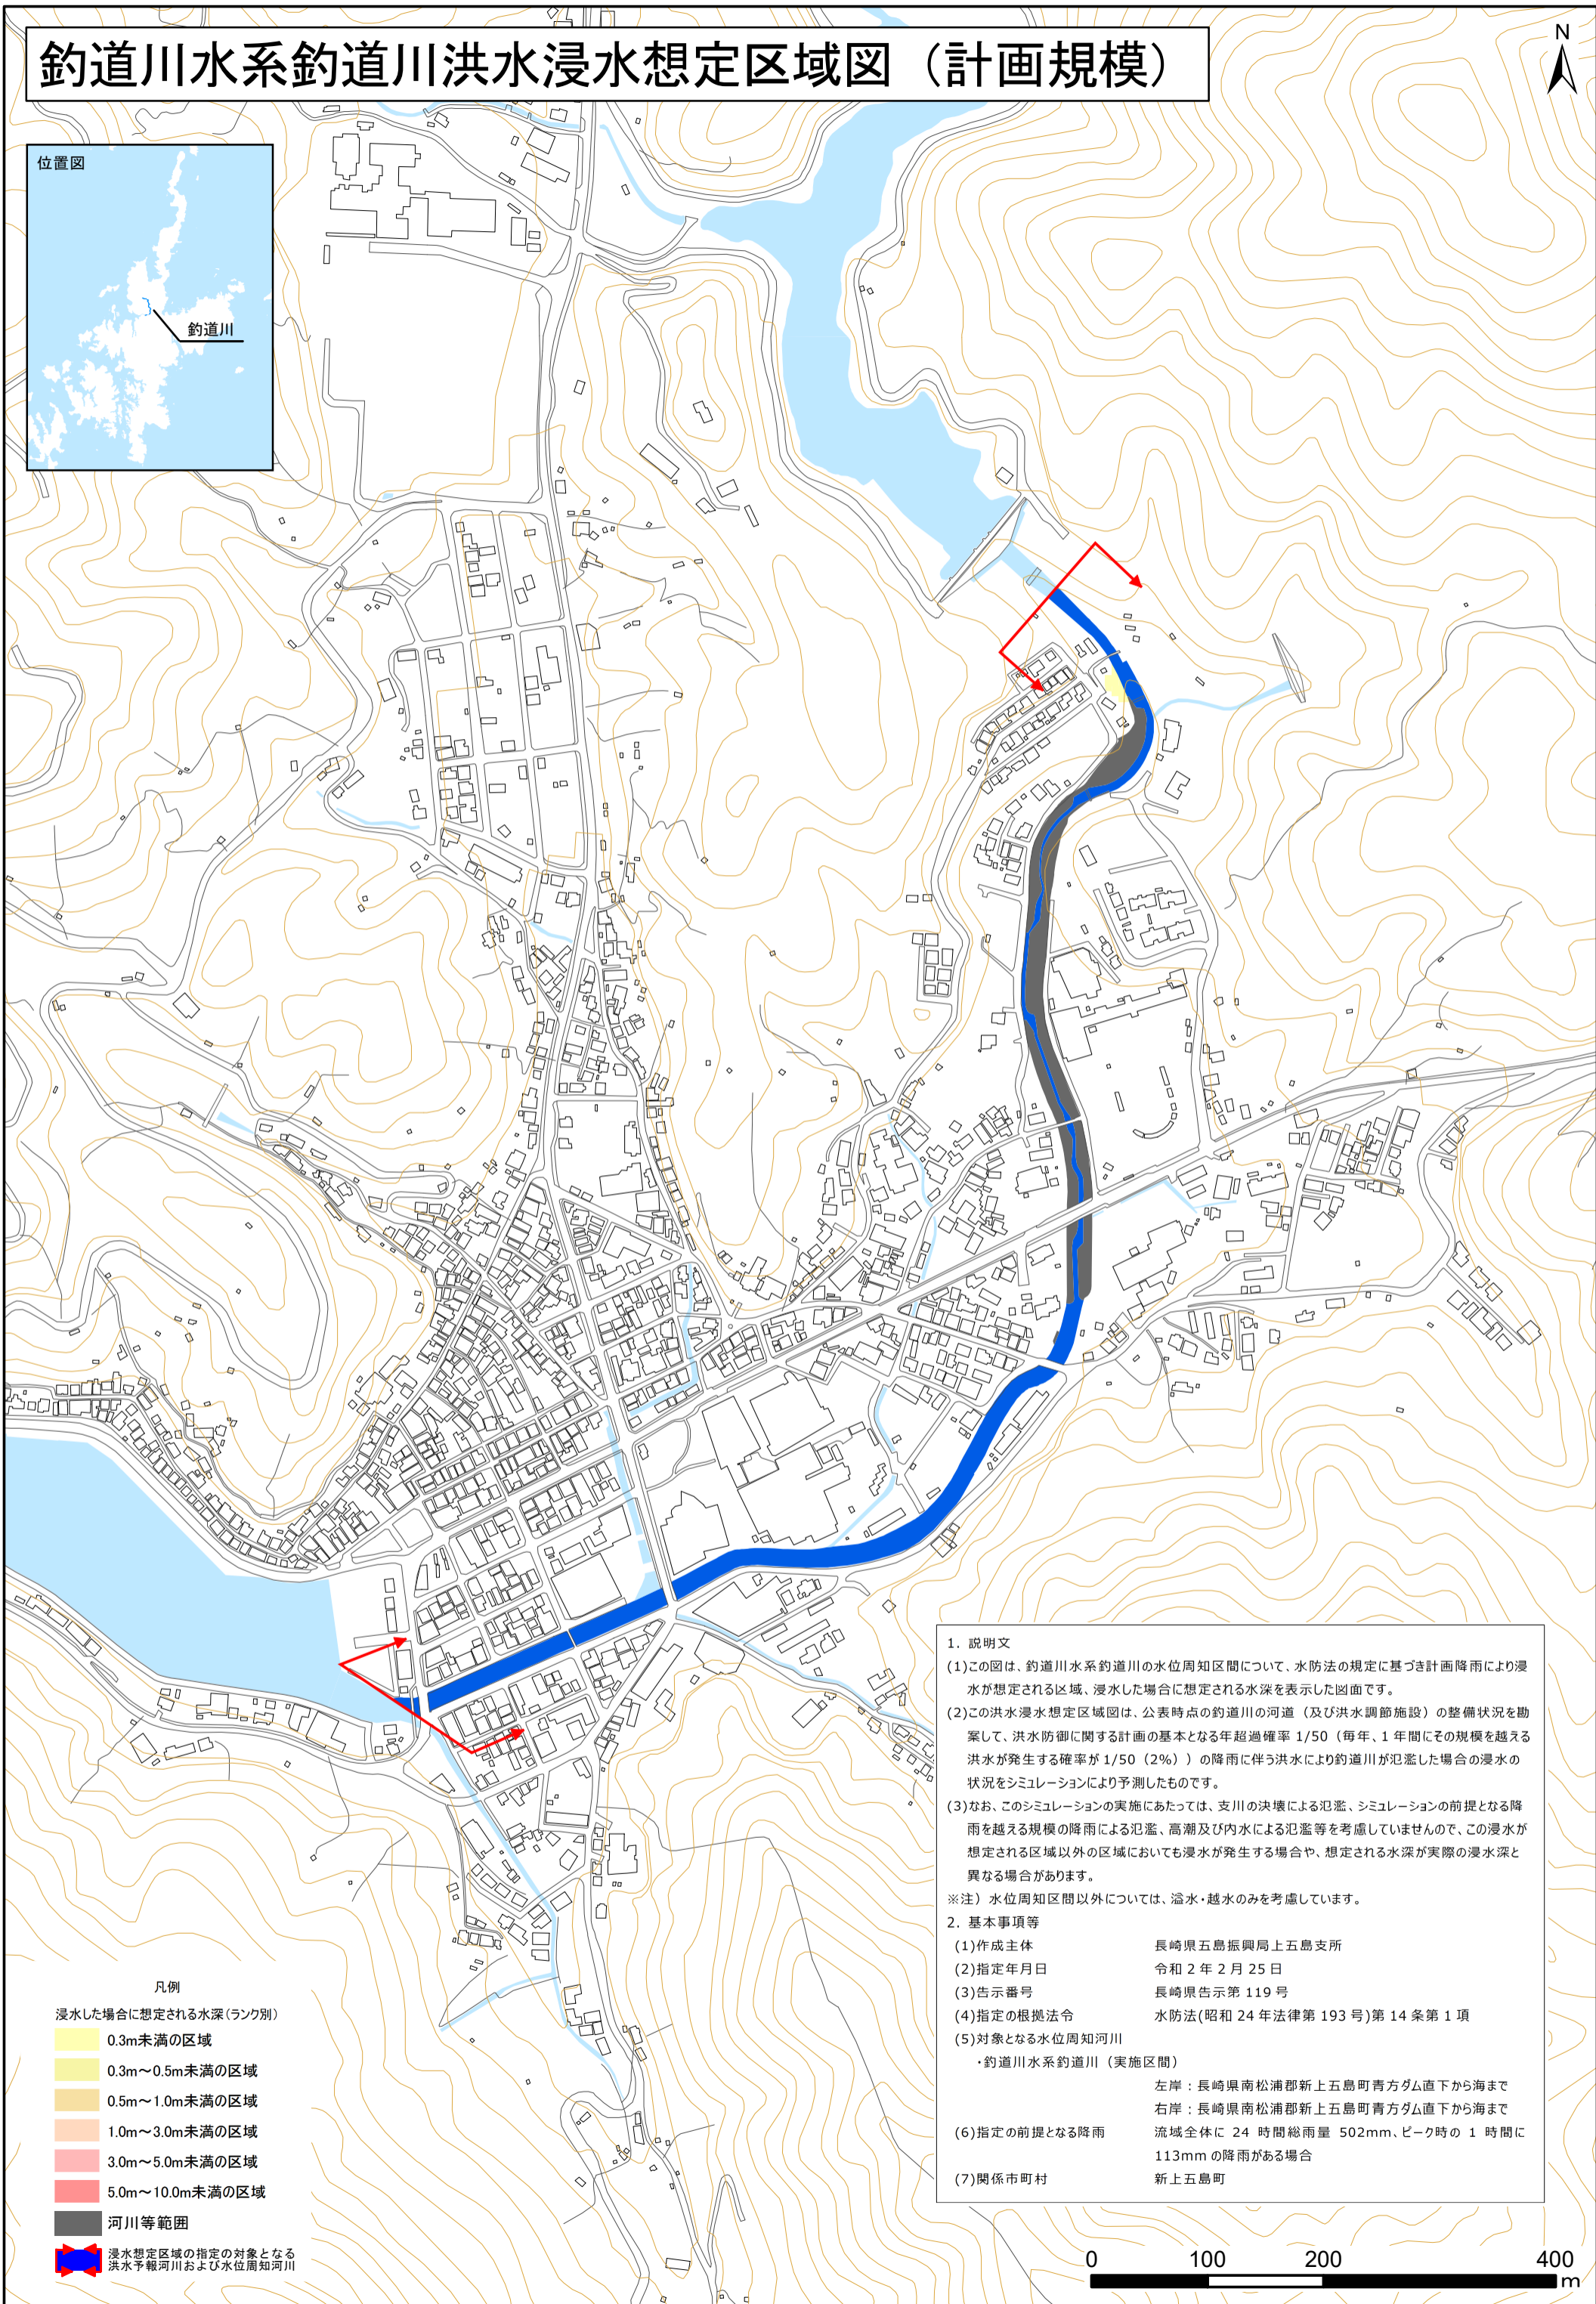 釣道川水系釣道川洪水浸水想定区域図（計画規模）
N
位置図
釣道川
1. 説明文
(1)この図は、釣道川水系釣道川の水位周知区間について、水防法の規定に基づき計画降雨により浸
水が想定される区域、浸水した場合に想定される水深を表示した図面です。
(2)この洪水浸水想定区域図は、公表時点の釣道川の河道（及び洪水調節施設）の整備状況を勘
案して、洪水防御に関する計画の基本となる年超過確率 1/50（毎年、1 年間にその規模を越える
洪水が発生する確率が 1/50（2%））の降雨に伴う洪水により釣道川が氾濫した場合の浸水の
状況をシミュレーションにより予測したものです。
(3)なお、このシミュレーションの実施にあたっては、支川の決壊による氾濫、シミュレーションの前提となる降
雨を越える規模の降雨による氾濫、高潮及び内水による氾濫等を考慮していませんので、この浸水が
想定される区域以外の区域においても浸水が発生する場合や、想定される水深が実際の浸水深と
異なる場合があります。
※注）水位周知区間以外については、溢水・越水のみを考慮しています。
2. 基本事項等
(1)作成主体 長崎県五島振興局上五島支所
(2)指定年月日 令和 2 年 2 月 25 日
(3)告示番号 長崎県告示第 119 号
(4)指定の根拠法令 水防法(昭和 24 年法律第 193 号)第 14 条第 1 項
(5)対象となる水位周知河川
・釣道川水系釣道川（実施区間）
左岸：長崎県南松浦郡新上五島町青方ダム直下から海まで
右岸：長崎県南松浦郡新上五島町青方ダム直下から海まで
(6)指定の前提となる降雨 流域全体に 24 時間総雨量 502mm、ピーク時の 1 時間に
113mm の降雨がある場合
(7)関係市町村 新上五島町
凡例
浸水した場合に想定される水深(ランク別)
0.3m未満の区域
0.3m～0.5m未満の区域
0.5m～1.0m未満の区域
1.0m～3.0m未満の区域
3.0m～5.0m未満の区域
5.0m～10.0m未満の区域
河川等範囲
浸水想定区域の指定の対象となる
洪水予報河川および水位周知河川
0 100 200 400
m